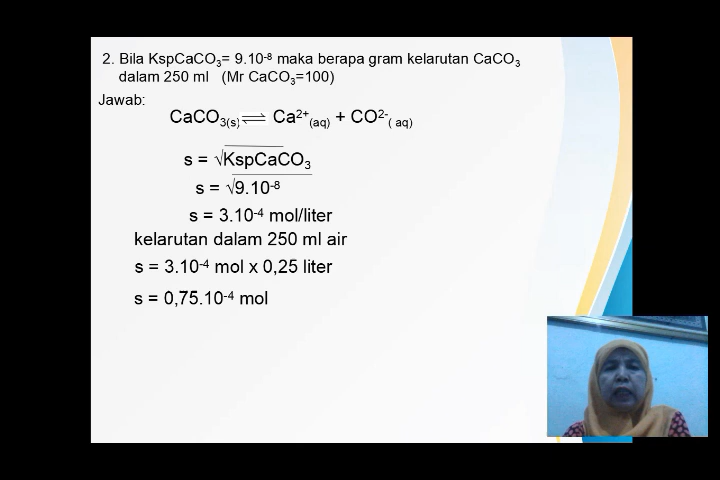 2. Bila KspCaCO₃= 9.10⁻⁸ maka berapa gram kelarutan CaCO₃
dalam 250 ml (Mr CaCO₃=100)
Jawab:
CaCO₃₍ₛ₎ ⇌ Ca²⁺₍aq₎ + CO²⁻₍ aq₎
s = √KspCaCO₃
s = √9.10⁻⁸
s = 3.10⁻⁴ mol/liter
kelarutan dalam 250 ml air
s = 3.10⁻⁴ mol x 0,25 liter
s = 0,75.10⁻⁴ mol